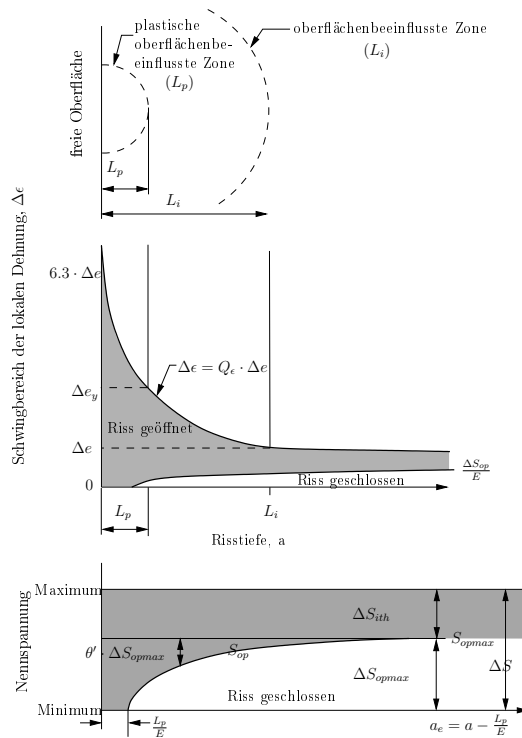 plastische
oberflächenbe-
einflusste Zone
(L_p)
oberflächenbeeinflusste Zone
(L_i)
freie Oberfläche
L_p
L_i
Schwingbereich der lokalen Dehnung, Δϵ
6.3 · Δe
Δϵ = Q_ϵ · Δe
Δe_y
Riss geöffnet
Δe
ΔS_op/E
Riss geschlossen
0
L_p
L_i
Risstiefe, a
Nennspannung
Maximum
ΔS_ith
θ'
ΔS_opmax
S_op
S_opmax
ΔS
ΔS_opmax
Riss geschlossen
Minimum
L_p/E
a_e = a − L_p/E